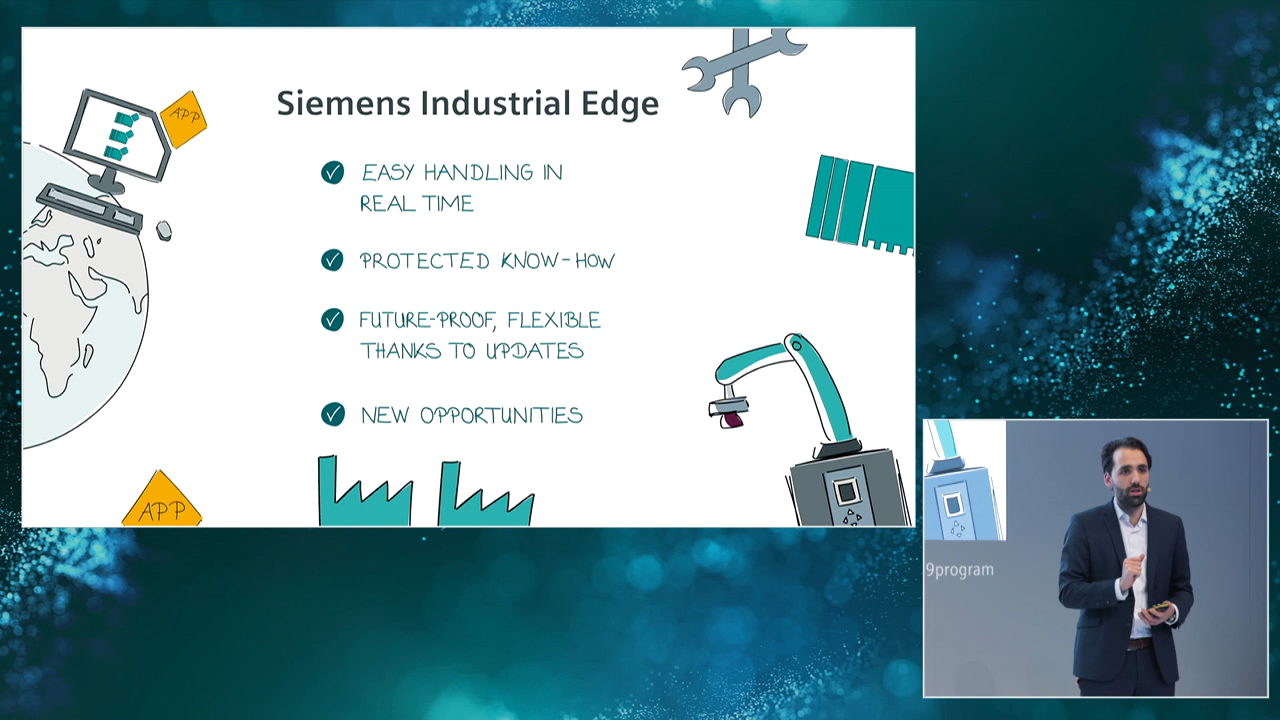 Siemens Industrial Edge
APP
EASY HANDLING IN
REAL TIME
PROTECTED KNOW-HOW
FUTURE-PROOF, FLEXIBLE
THANKS TO UPDATES
NEW OPPORTUNITIES
APP
9program